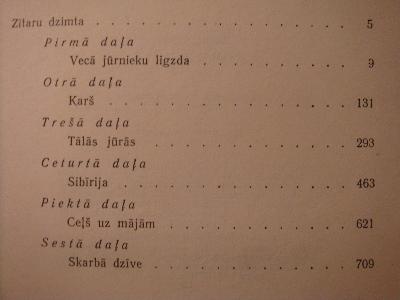 Zītaru dzimta . . . . . . . . . . . . . . 5
Pirmā daļa
Vecā jūrnieku ligzda . . . . . . . . . 9
Otrā daļa
Karš . . . . . . . . . . . . . . 131
Trešā daļa
Tālās jūrās . . . . . . . . . . . 293
Ceturtā daļa
Sibīrija . . . . . . . . . . . . . 463
Piektā daļa
Ceļš uz mājām . . . . . . . . . . 621
Sestā daļa
Skarbā dzīve . . . . . . . . . . . 709